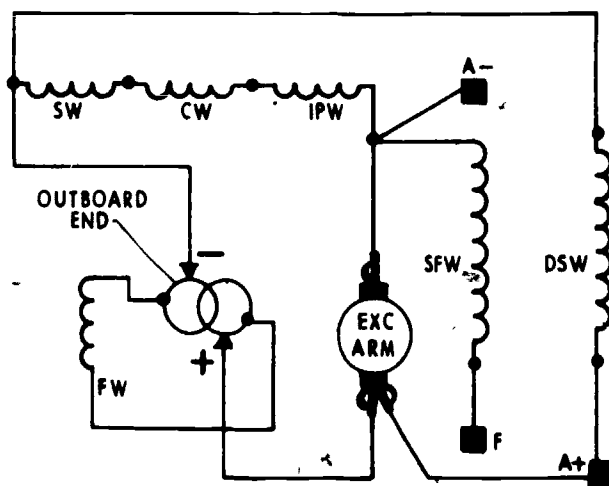 A-
SW
CW
IPW
OUTBOARD
END
-
SFW
DSW
EXC
ARM
+
FW
F
A+